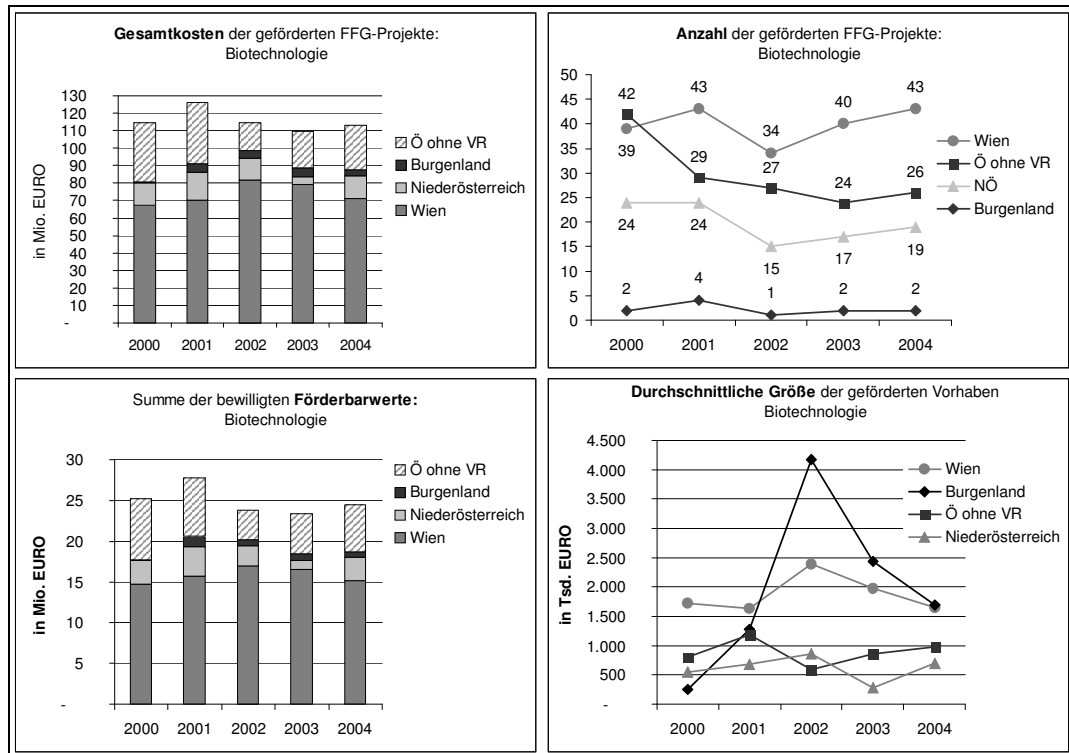 Gesamtkosten der geförderten FFG-Projekte:
Biotechnologie
in Mio. EURO
130
120
110
100
90
80
70
60
50
40
30
20
10
-
2000 2001 2002 2003 2004
Ö ohne VR
Burgenland
Niederösterreich
Wien
Anzahl der geförderten FFG-Projekte:
Biotechnologie
50
45
40
35
30
25
20
15
10
5
0
42 43 34 40 43
39 29 27 24 26
24 24 15 17 19
2 4 1 2 2
2000 2001 2002 2003 2004
Wien
Ö ohne VR
NÖ
Burgenland
Summe der bewilligten Förderbarwerte:
Biotechnologie
in Mio. EURO
30
25
20
15
10
5
-
2000 2001 2002 2003 2004
Ö ohne VR
Burgenland
Niederösterreich
Wien
Durchschnittliche Größe der geförderten Vorhaben
Biotechnologie
in Tsd. EURO
4.500
4.000
3.500
3.000
2.500
2.000
1.500
1.000
500
-
2000 2001 2002 2003 2004
Wien
Burgenland
Ö ohne VR
Niederösterreich